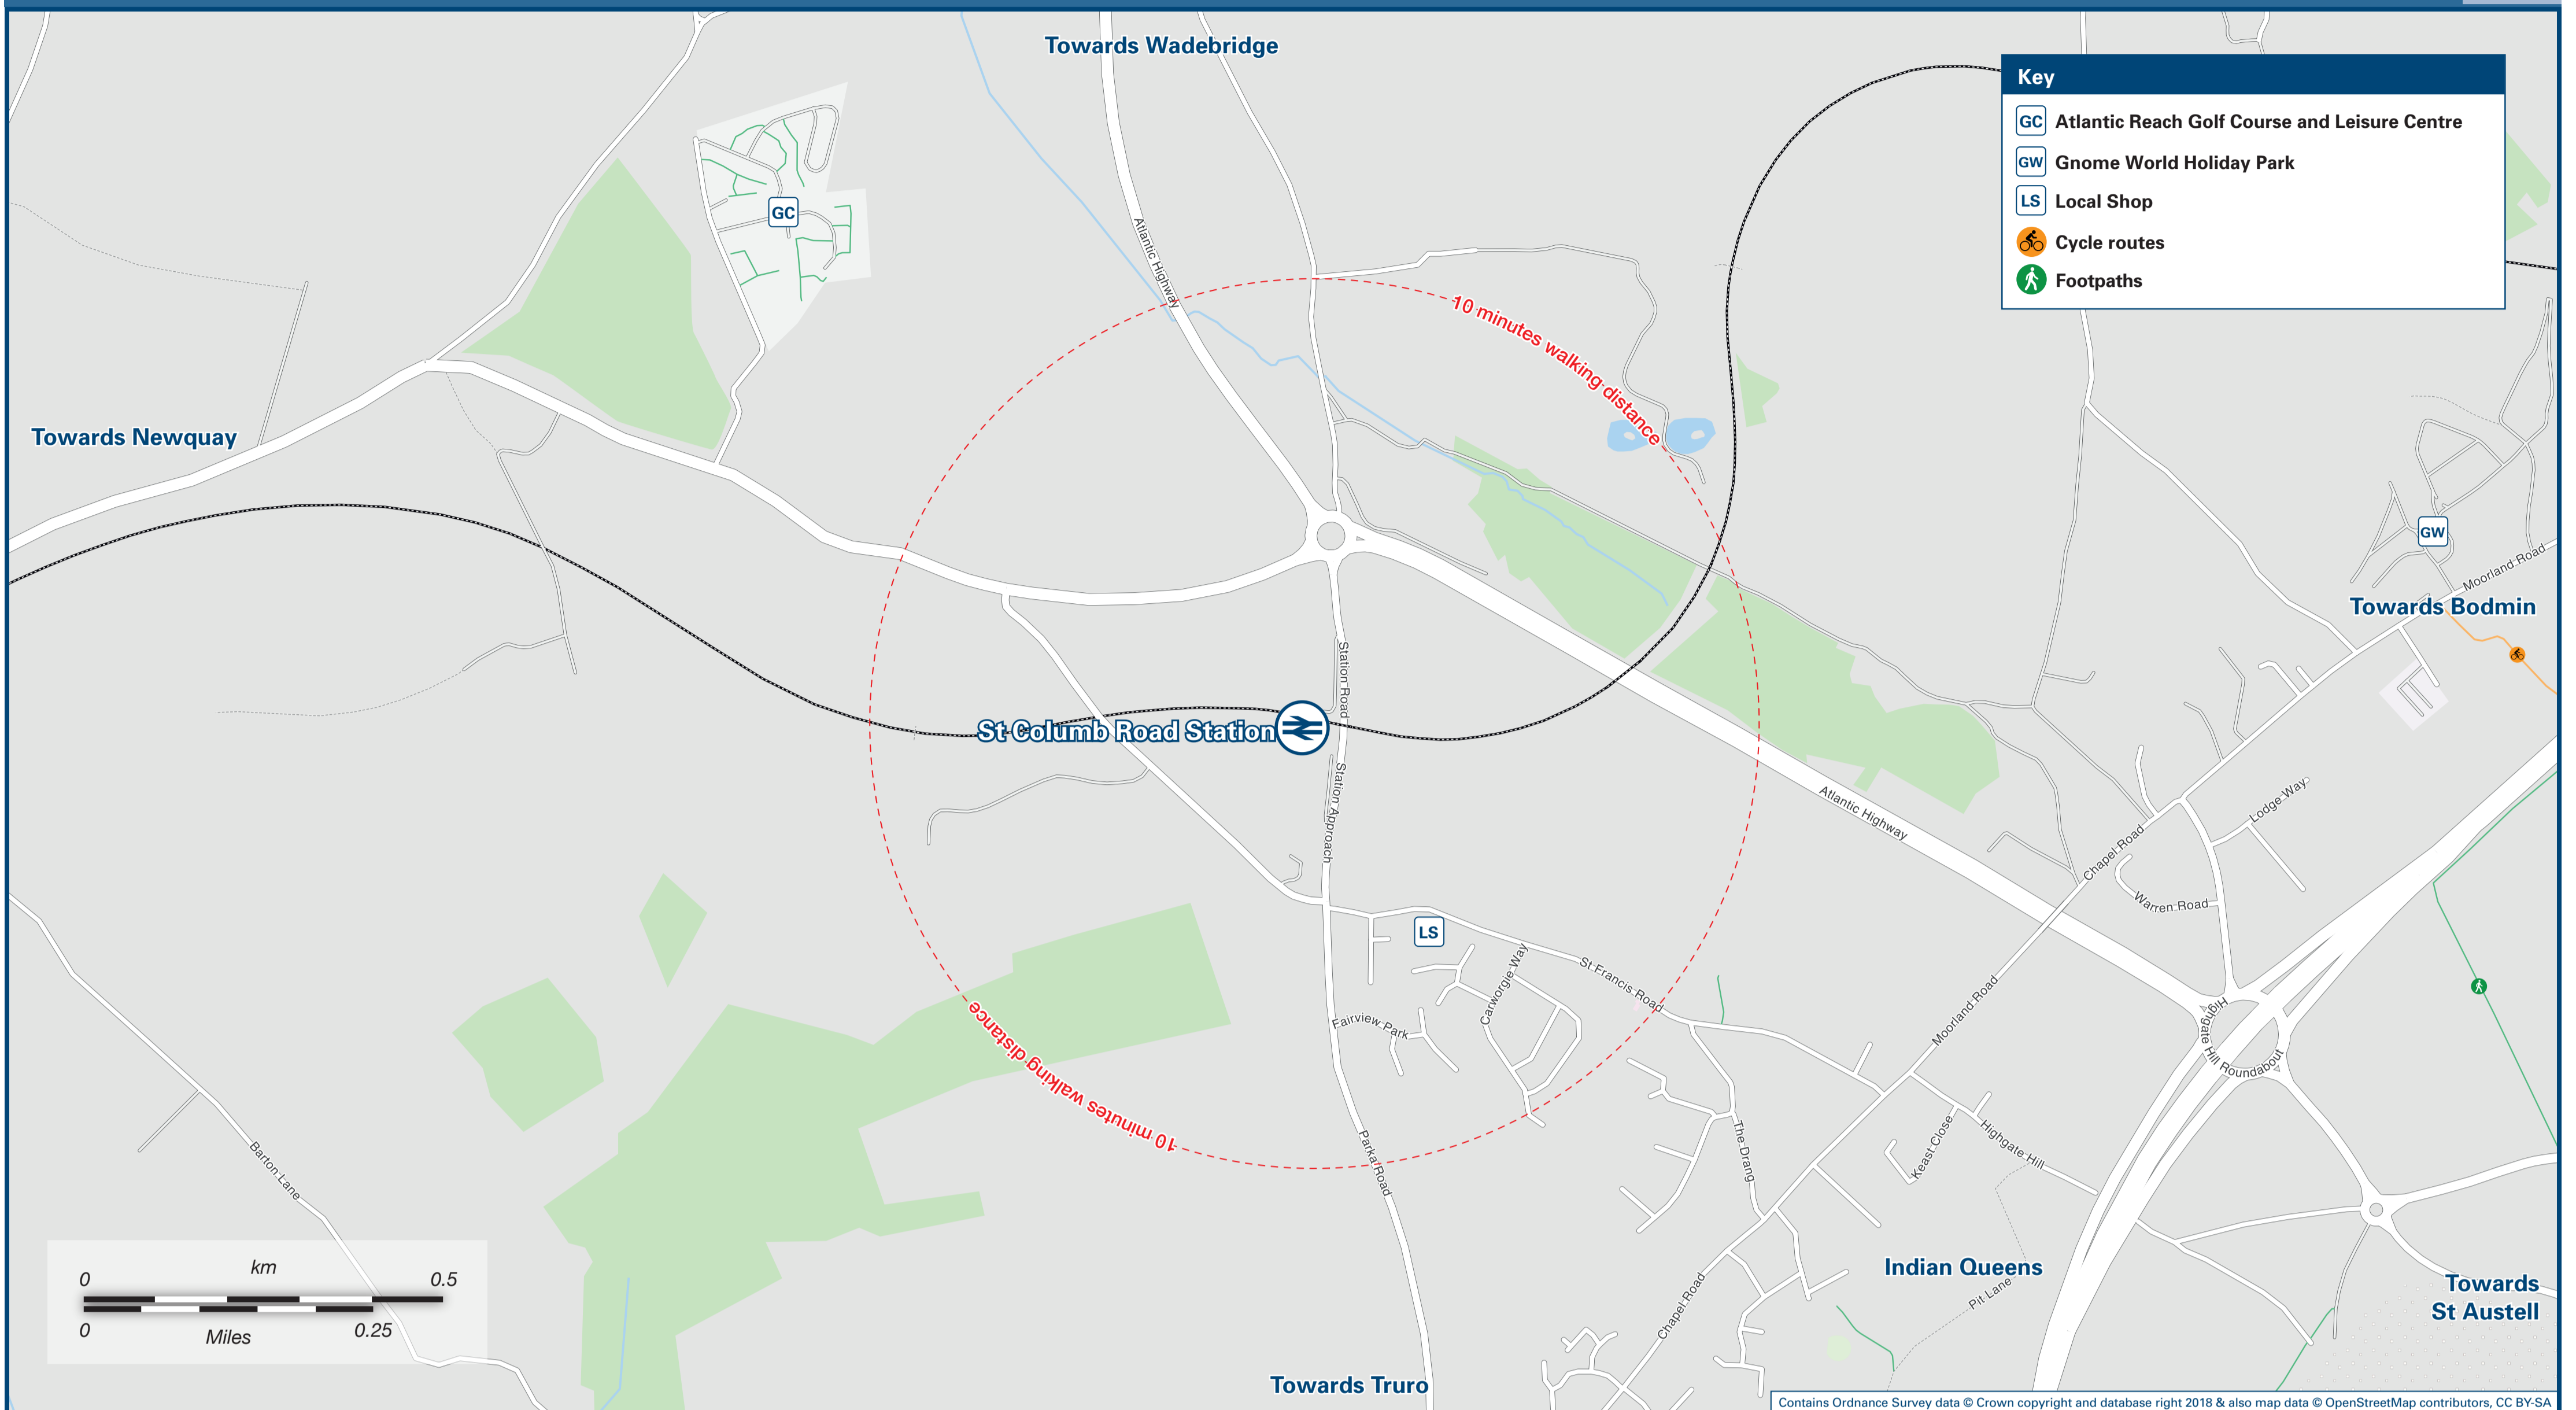 Towards Wadebridge
Key
GC Atlantic Reach Golf Course and Leisure Centre
GW Gnome World Holiday Park
LS Local Shop
Cycle routes
Footpaths
GC
Atlantic Highway
10 minutes walking distance
Towards Newquay
GW
Moorland Road
Towards Bodmin
Station Road
St Columb Road Station
Station Approach
Atlantic Highway
Lodge Way
Chapel Road
Warren Road
LS
Carworgie Way
St Francis Road
Fairview Park
Moorland Road
Highgate Hill Roundabout
10 minutes walking distance
Parka Road
The Drang
Keast Close
Highgate Hill
Barton Lane
Indian Queens
Pit Lane
Chapel Road
Towards
St Austell
km
0 0.5
0 0.25
Miles
Towards Truro
Contains Ordnance Survey data © Crown copyright and database right 2018 & also map data © OpenStreetMap contributors, CC BY-SA